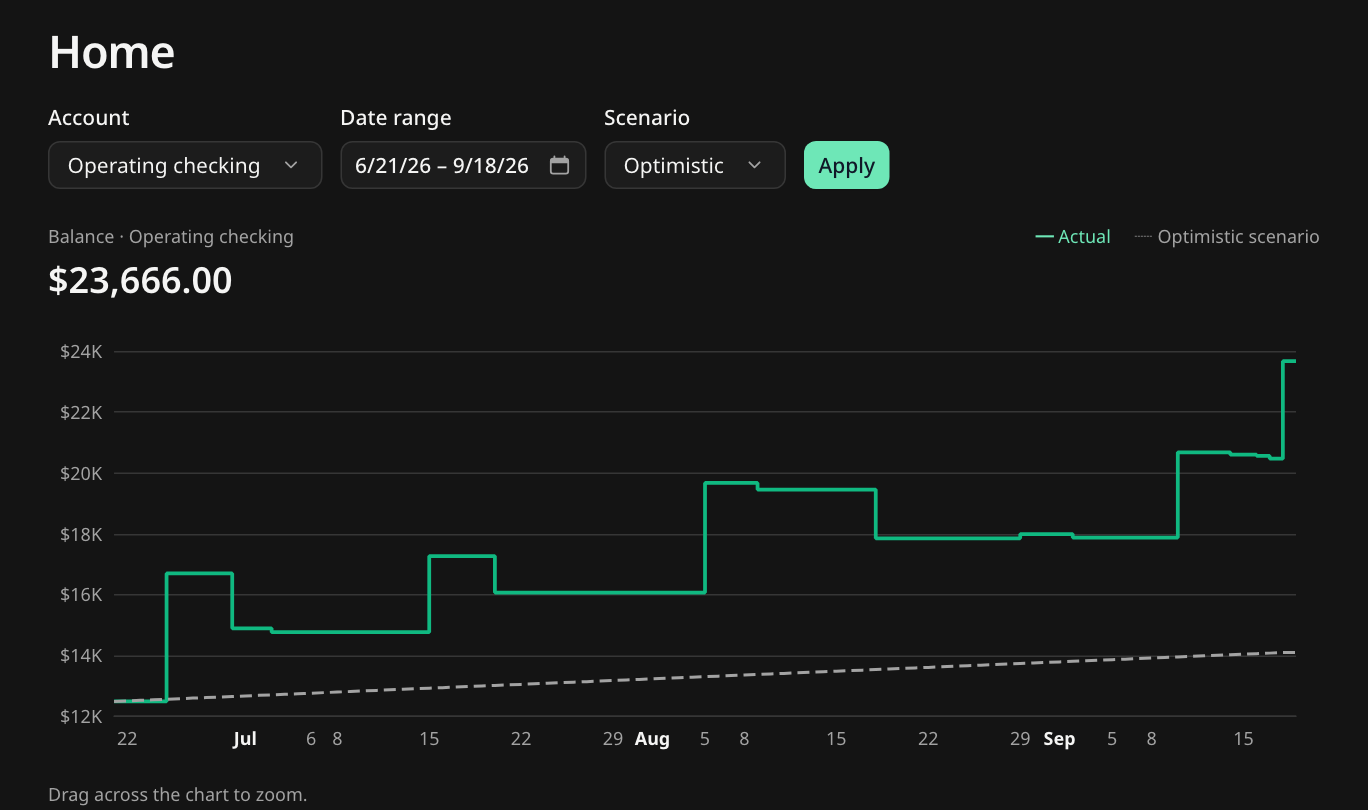 Home
Account Date range Scenario
Operating checking 6/21/26 – 9/18/26 Optimistic Apply
Balance · Operating checking Actual Optimistic scenario
$23,666.00
$24K
$22K
$20K
$18K
$16K
$14K
$12K
22 Jul 6 8 15 22 29 Aug 5 8 15 22 29 Sep 5 8 15
Drag across the chart to zoom.